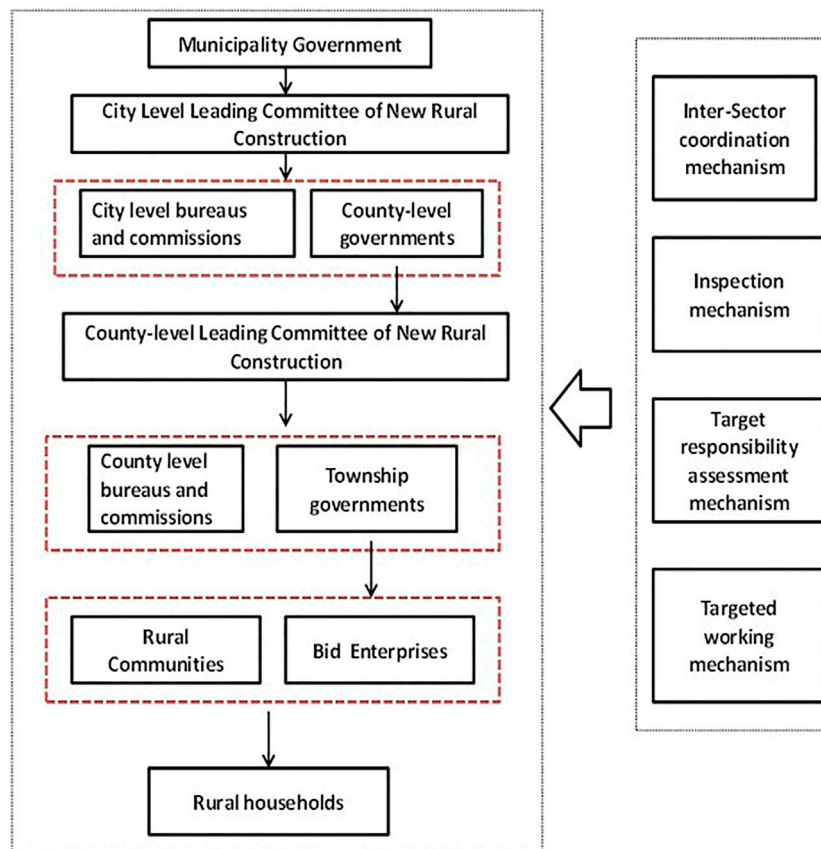 Municipality Government
City Level Leading Committee of New Rural
Construction
City level bureaus
and commissions
County-level
governments
County-level Leading Committee of New Rural
Construction
County level
bureaus and
commissions
Township
governments
Rural
Communities
Bid Enterprises
Rural households
Inter-Sector
coordination
mechanism
Inspection
mechanism
Target
responsibility
assessment
mechanism
Targeted
working
mechanism